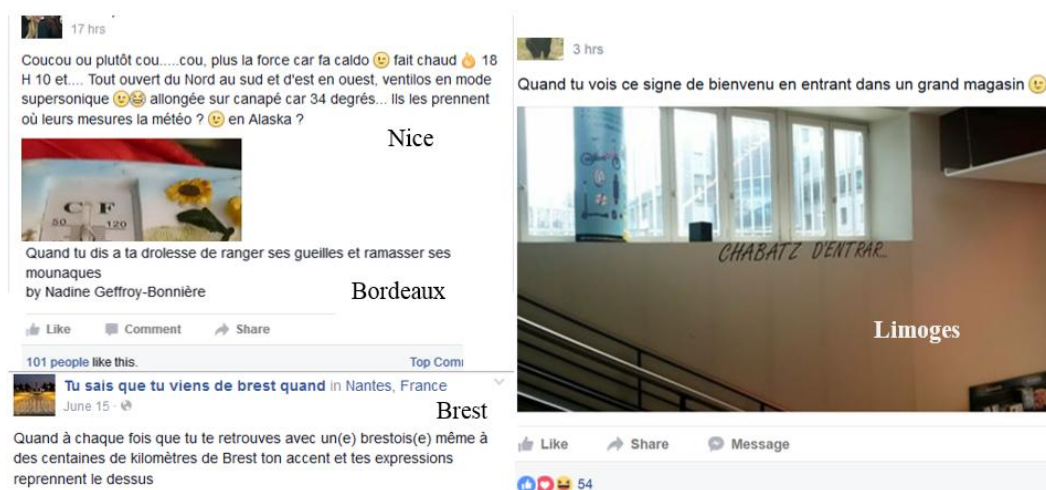 17 hrs
Coucou ou plutôt cou.....cou, plus la force car fa caldo 😉 fait chaud 🔥 18
H 10 et.... Tout ouvert du Nord au sud et d'est en ouest, ventilos en mode
supersonique 😉😂 allongée sur canapé car 34 degrés... Ils les prennent
où leurs mesures la météo ? 😉 en Alaska ?
Nice
C F
50 120
Quand tu dis a ta drolesse de ranger ses gueilles et ramasser ses
mounaques
by Nadine Geffroy-Bonnière
Bordeaux
Like Comment Share
101 people like this. Top Com
Tu sais que tu viens de brest quand in Nantes, France
June 15
Brest
Quand à chaque fois que tu te retrouves avec un(e) brestois(e) même à
des centaines de kilomètres de Brest ton accent et tes expressions
reprennent le dessus
3 hrs
Quand tu vois ce signe de bienvenu en entrant dans un grand magasin 😉
CHABATZ D'ENTRAR...
Limoges
Like Share Message
54